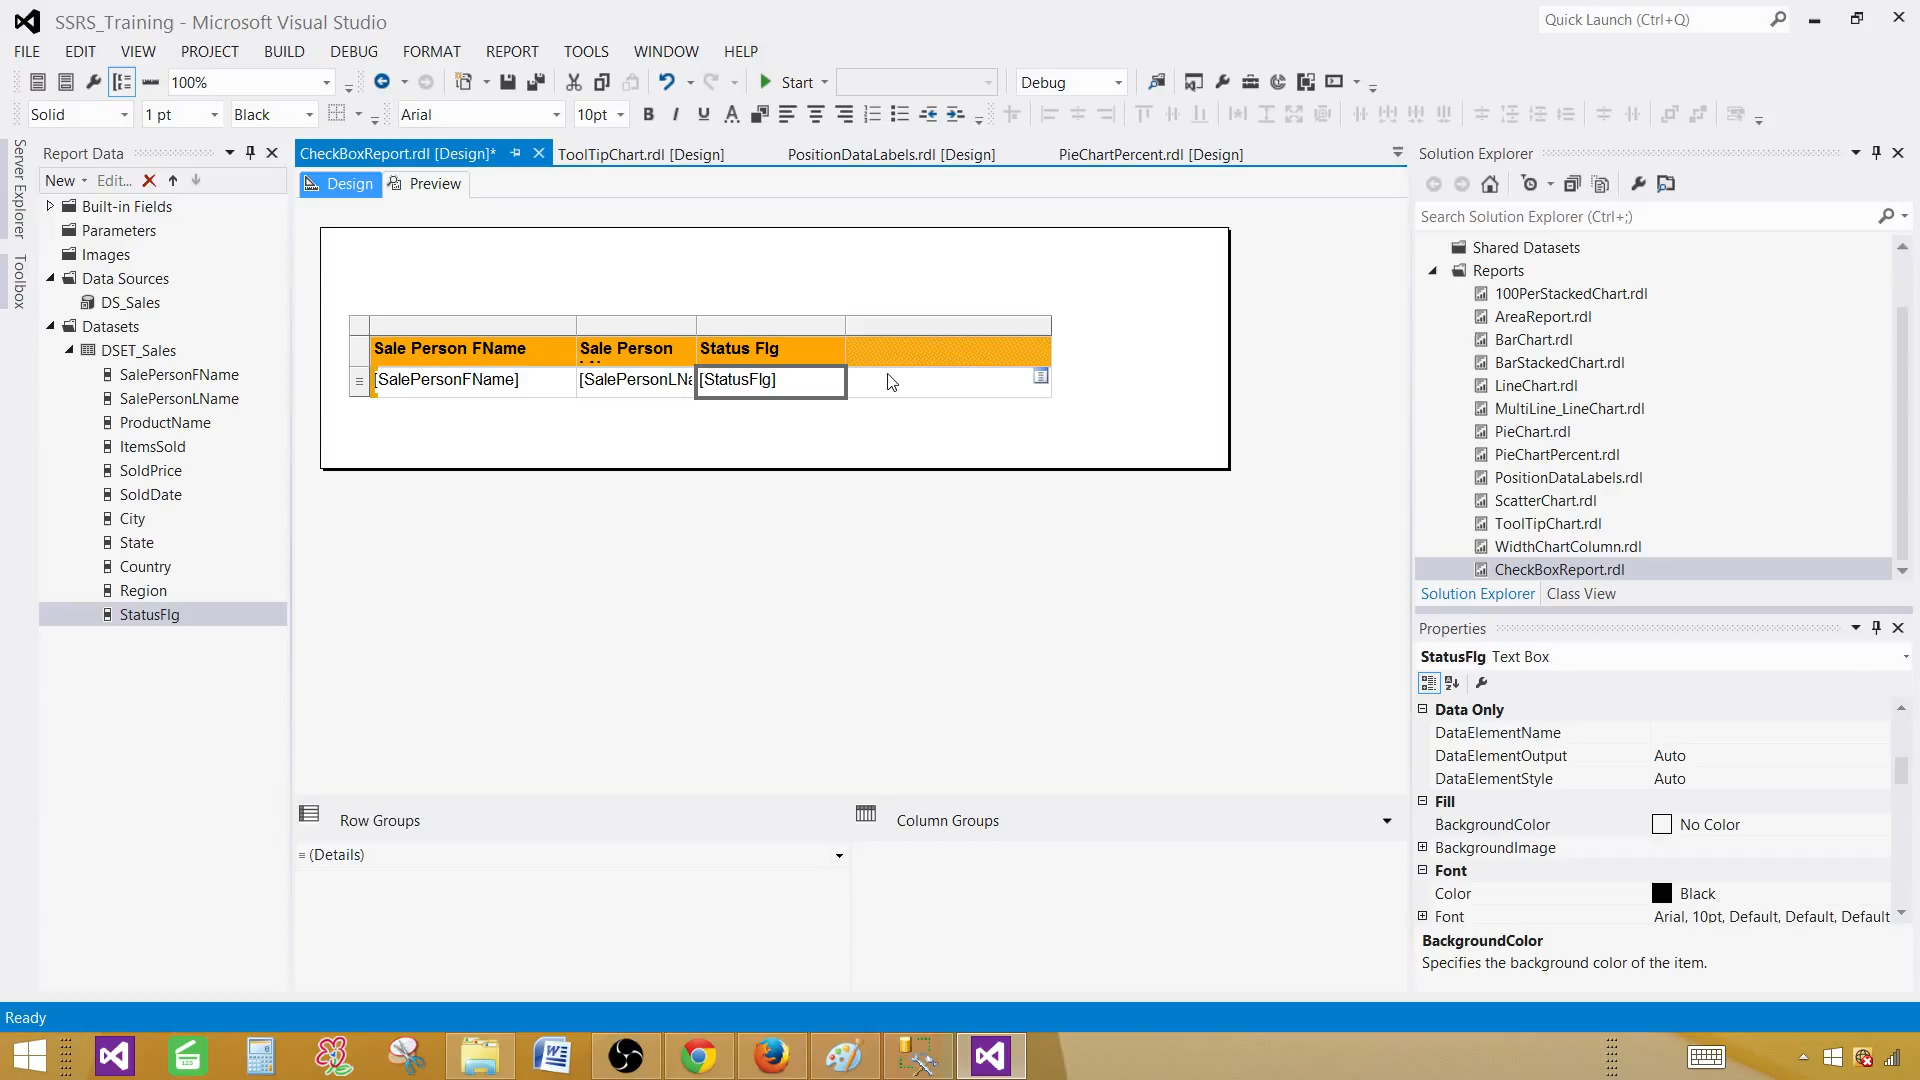 SSRS_Training - Microsoft Visual Studio
Quick Launch (Ctrl+Q)
FILE EDIT VIEW PROJECT BUILD DEBUG FORMAT REPORT TOOLS WINDOW HELP
100% Start Debug
Solid 1 pt Black Arial 10pt B I U A
Server Explorer
Toolbox
Report Data
New Edit...
Built-in Fields
Parameters
Images
Data Sources
DS_Sales
Datasets
DSET_Sales
SalePersonFName
SalePersonLName
ProductName
ItemsSold
SoldPrice
SoldDate
City
State
Country
Region
StatusFlg
CheckBoxReport.rdl [Design]* ToolTipChart.rdl [Design] PositionDataLabels.rdl [Design] PieChartPercent.rdl [Design]
Design Preview
Sale Person FName Sale Person Status Flg
[SalePersonFName] [SalePersonLNa [StatusFlg]
Row Groups Column Groups
(Details)
Solution Explorer
Search Solution Explorer (Ctrl+;)
Shared Datasets
Reports
100PerStackedChart.rdl
AreaReport.rdl
BarChart.rdl
BarStackedChart.rdl
LineChart.rdl
MultiLine_LineChart.rdl
PieChart.rdl
PieChartPercent.rdl
PositionDataLabels.rdl
ScatterChart.rdl
ToolTipChart.rdl
WidthChartColumn.rdl
CheckBoxReport.rdl
Solution Explorer Class View
Properties
StatusFlg Text Box
Data Only
DataElementName
DataElementOutput Auto
DataElementStyle Auto
Fill
BackgroundColor No Color
BackgroundImage
Font
Color Black
Font Arial, 10pt, Default, Default, Default
BackgroundColor
Specifies the background color of the item.
Ready